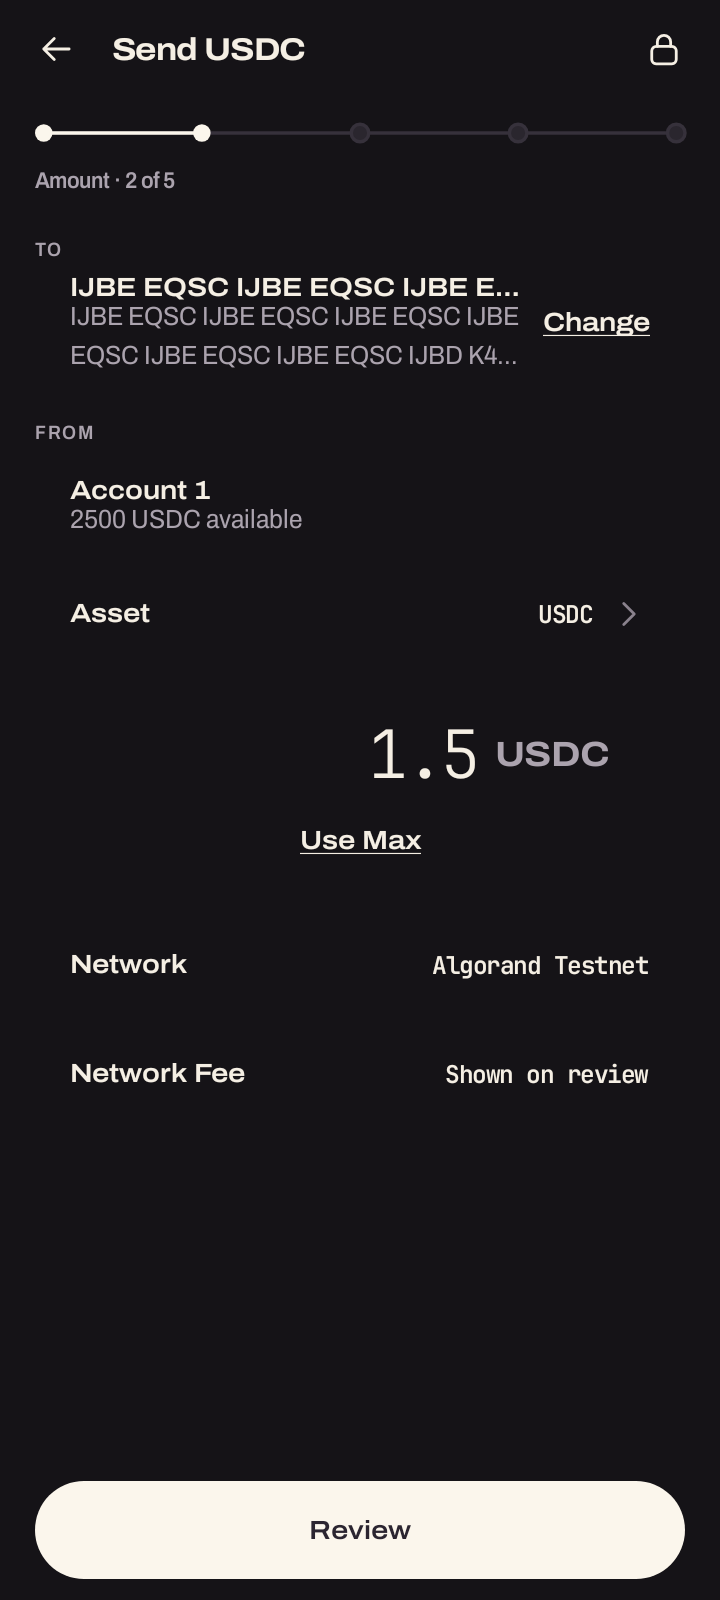 Send USDC
Amount · 2 of 5
TO
IJBE EQSC IJBE EQSC IJBE E...
IJBE EQSC IJBE EQSC IJBE EQSC IJBE
EQSC IJBE EQSC IJBE EQSC IJBD K4...
Change
FROM
Account 1
2500 USDC available
Asset USDC
1.5 USDC
Use Max
Network Algorand Testnet
Network Fee Shown on review
Review